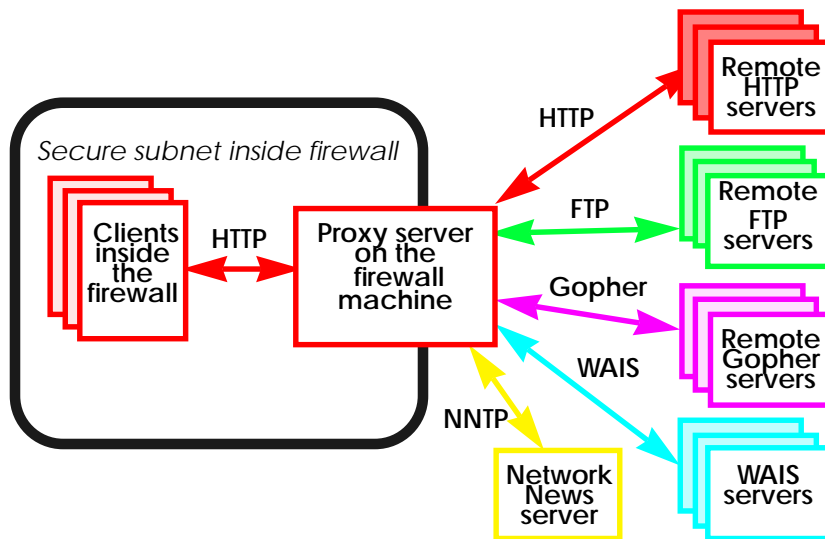 Secure subnet inside firewall
Clients
inside
the
firewall
HTTP
Proxy server
on the
firewall
machine
HTTP
Remote
HTTP
servers
FTP
Remote
FTP
servers
Gopher
Remote
Gopher
servers
WAIS
WAIS
servers
NNTP
Network
News
server